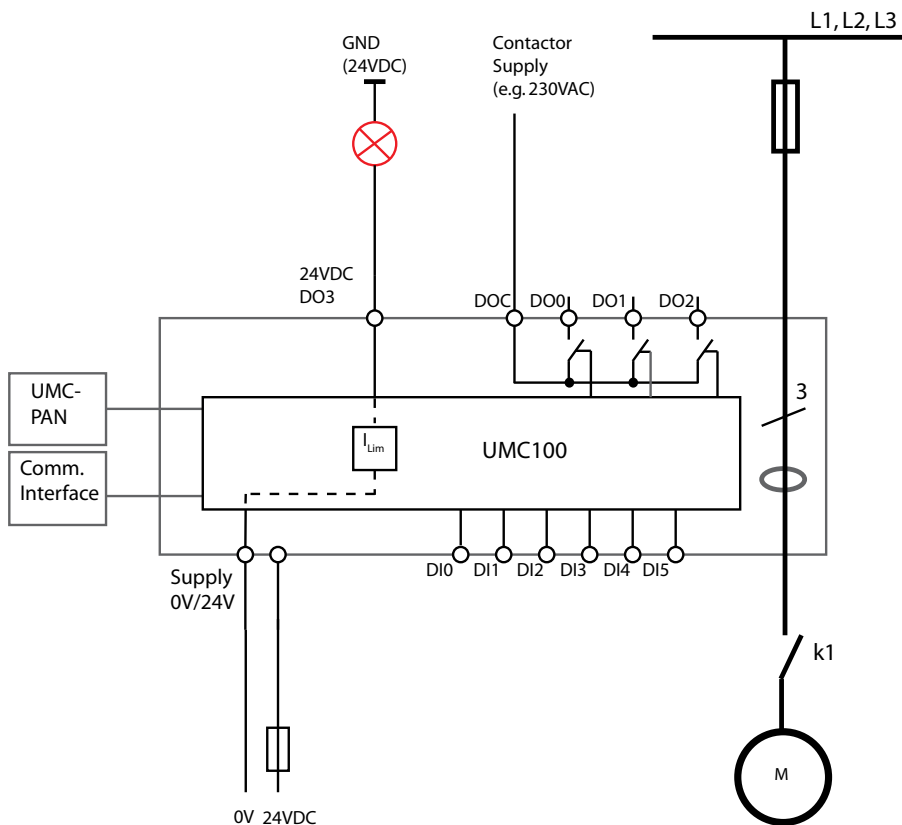 L1, L2, L3
GND
(24VDC)
Contactor
Supply
(e.g. 230VAC)
24VDC
DO3
DOC
DO0
DO1
DO2
UMC-
PAN
3
ILim
UMC100
Comm.
Interface
Supply
0V/24V
DI0
DI1
DI2
DI3
DI4
DI5
k1
M
0V
24VDC